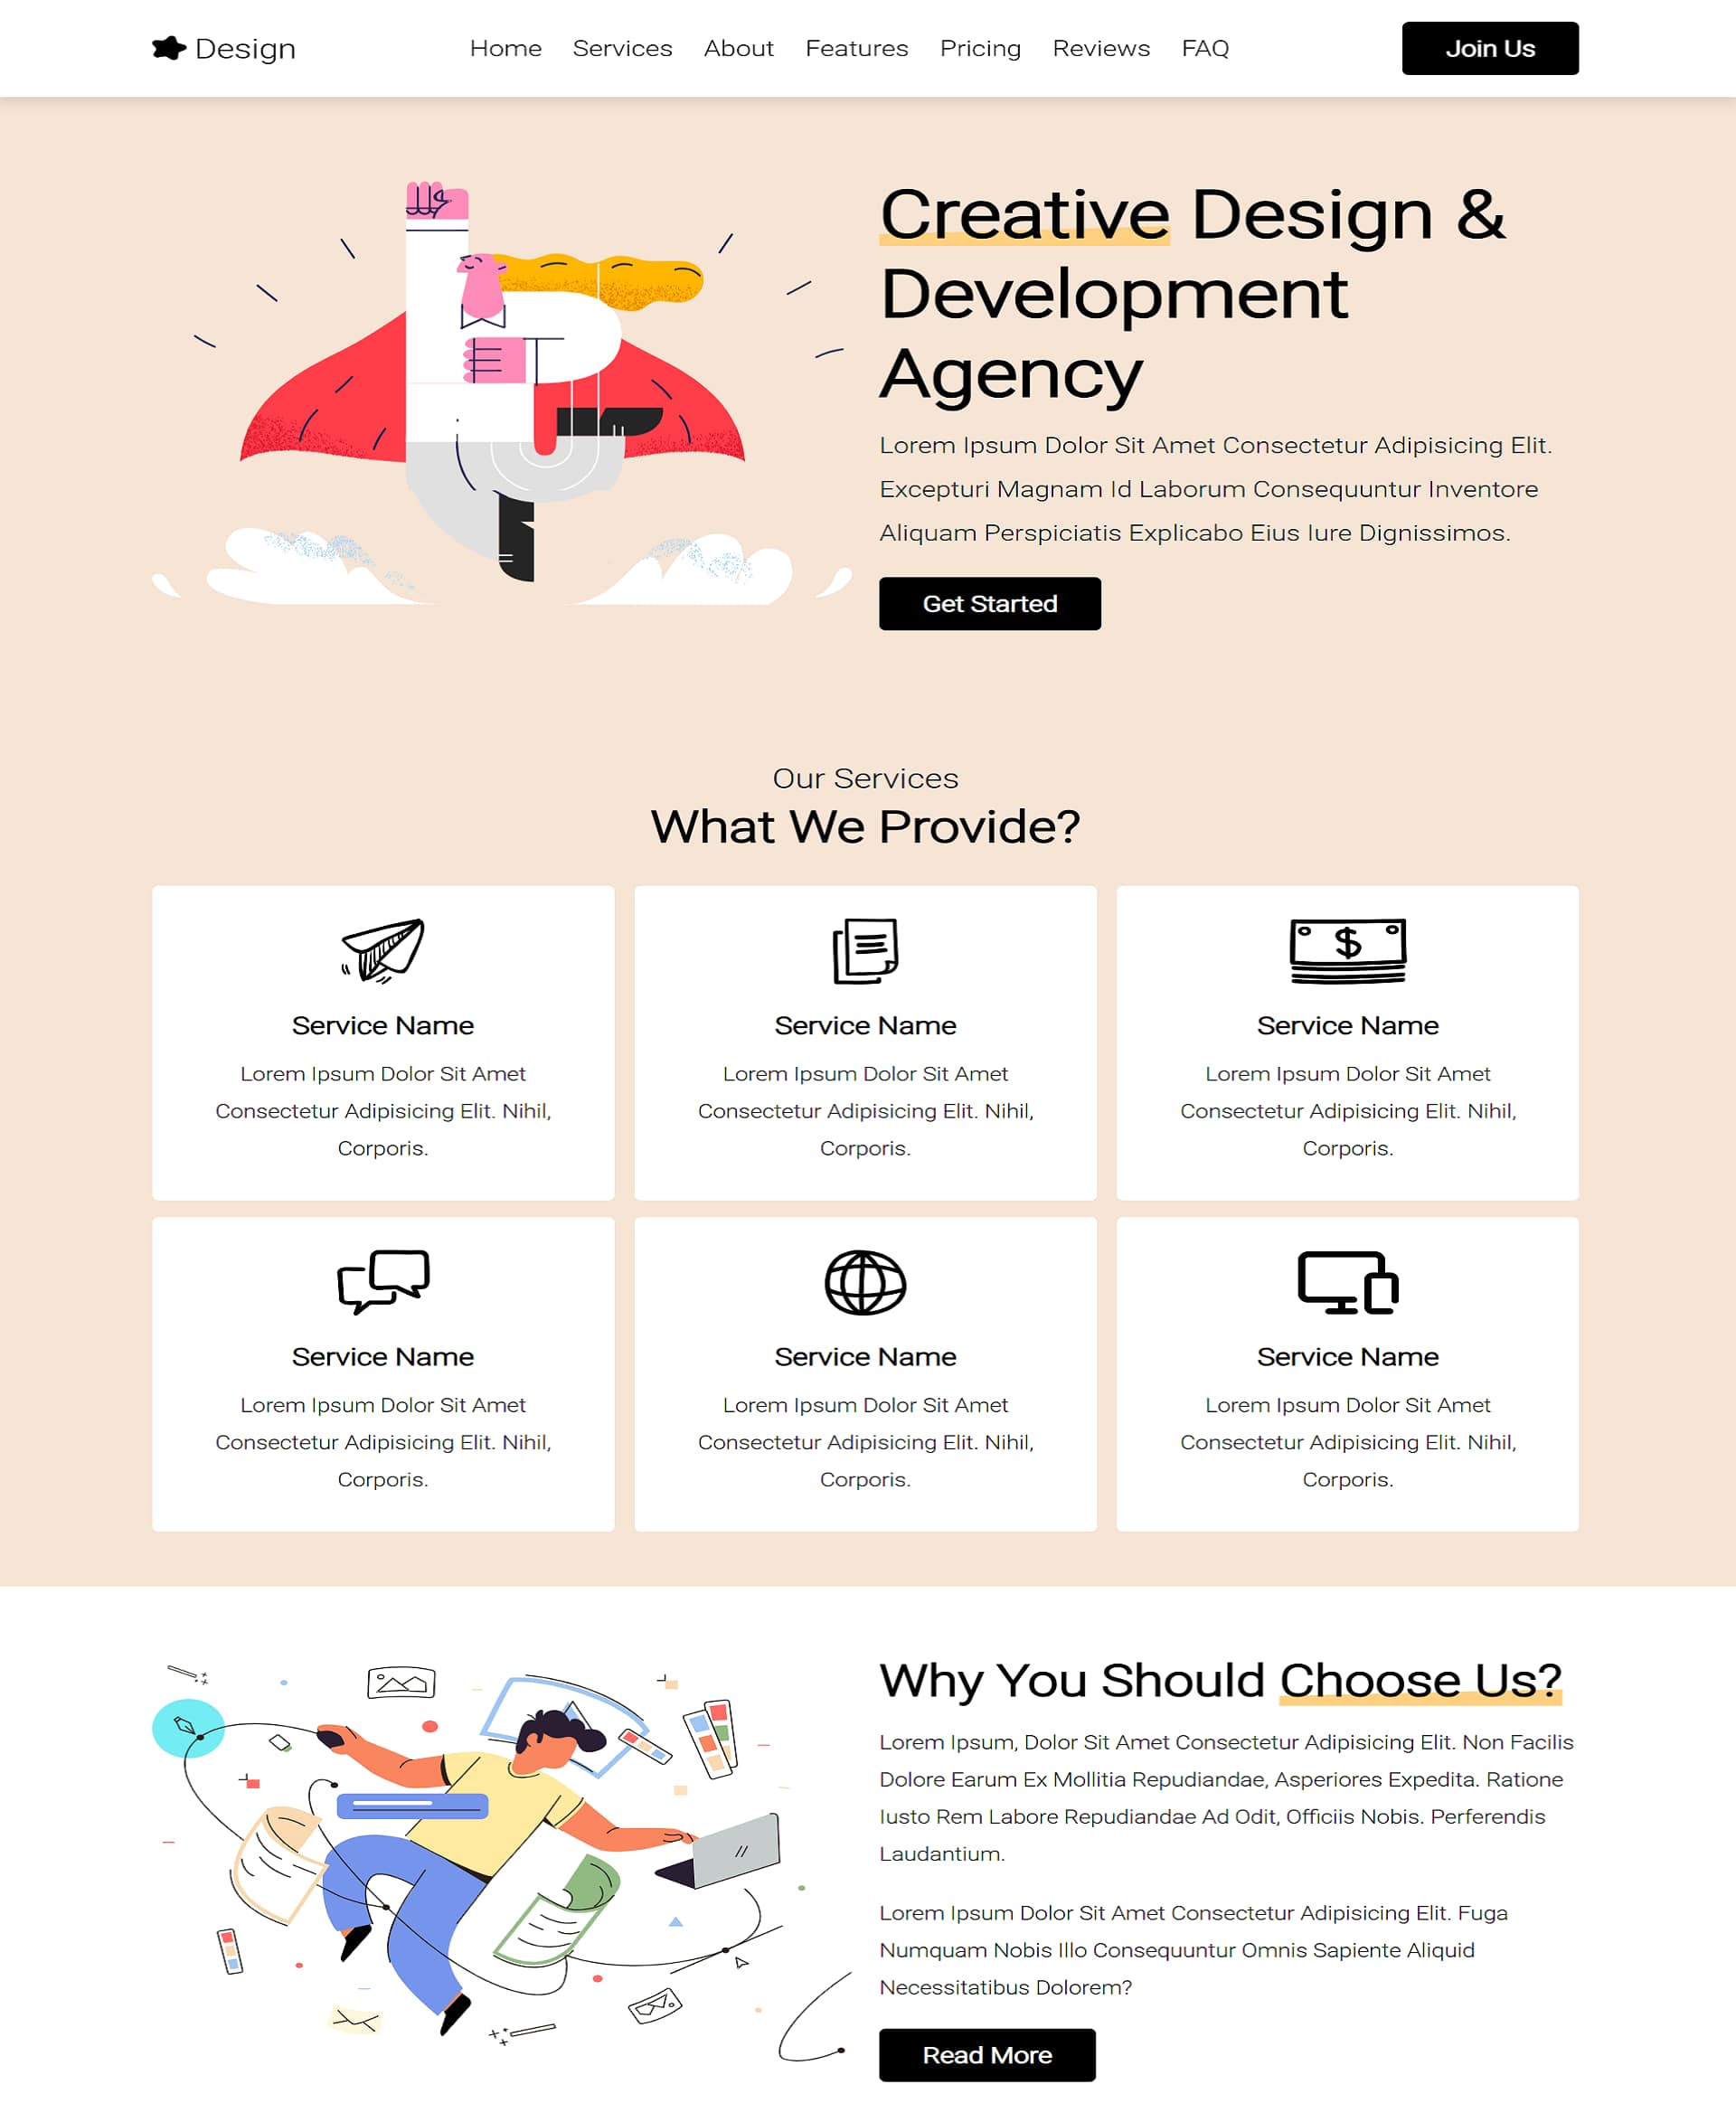 Design
Home Services About Features Pricing Reviews FAQ
Join Us
Creative Design &
Development
Agency
Lorem Ipsum Dolor Sit Amet Consectetur Adipisicing Elit.
Excepturi Magnam Id Laborum Consequuntur Inventore
Aliquam Perspiciatis Explicabo Eius Iure Dignissimos.
Get Started
Our Services
What We Provide?
Service Name
Lorem Ipsum Dolor Sit Amet
Consectetur Adipisicing Elit. Nihil,
Corporis.
Service Name
Lorem Ipsum Dolor Sit Amet
Consectetur Adipisicing Elit. Nihil,
Corporis.
$
Service Name
Lorem Ipsum Dolor Sit Amet
Consectetur Adipisicing Elit. Nihil,
Corporis.
Service Name
Lorem Ipsum Dolor Sit Amet
Consectetur Adipisicing Elit. Nihil,
Corporis.
Service Name
Lorem Ipsum Dolor Sit Amet
Consectetur Adipisicing Elit. Nihil,
Corporis.
Service Name
Lorem Ipsum Dolor Sit Amet
Consectetur Adipisicing Elit. Nihil,
Corporis.
Why You Should Choose Us?
Lorem Ipsum, Dolor Sit Amet Consectetur Adipisicing Elit. Non Facilis
Dolore Earum Ex Mollitia Repudiandae, Asperiores Expedita. Ratione
Iusto Rem Labore Repudiandae Ad Odit, Officiis Nobis. Perferendis
Laudantium.
Lorem Ipsum Dolor Sit Amet Consectetur Adipisicing Elit. Fuga
Numquam Nobis Illo Consequuntur Omnis Sapiente Aliquid
Necessitatibus Dolorem?
Read More